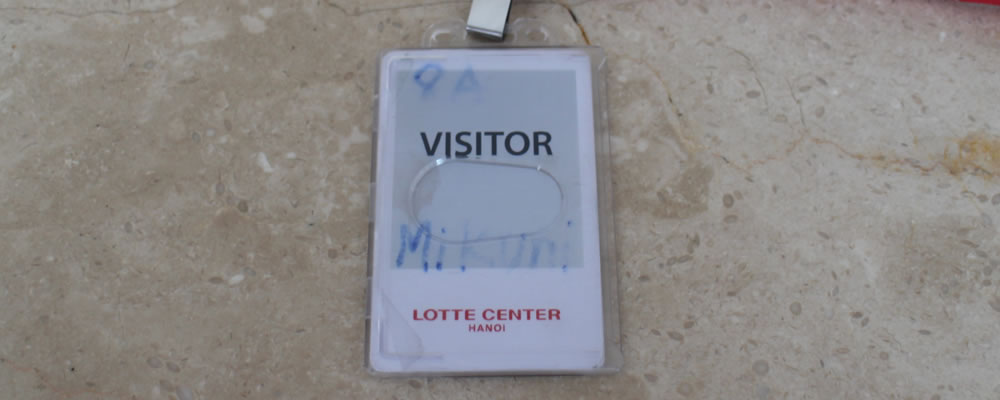 9A
VISITOR
Mikuni
LOTTE CENTER
HANOI